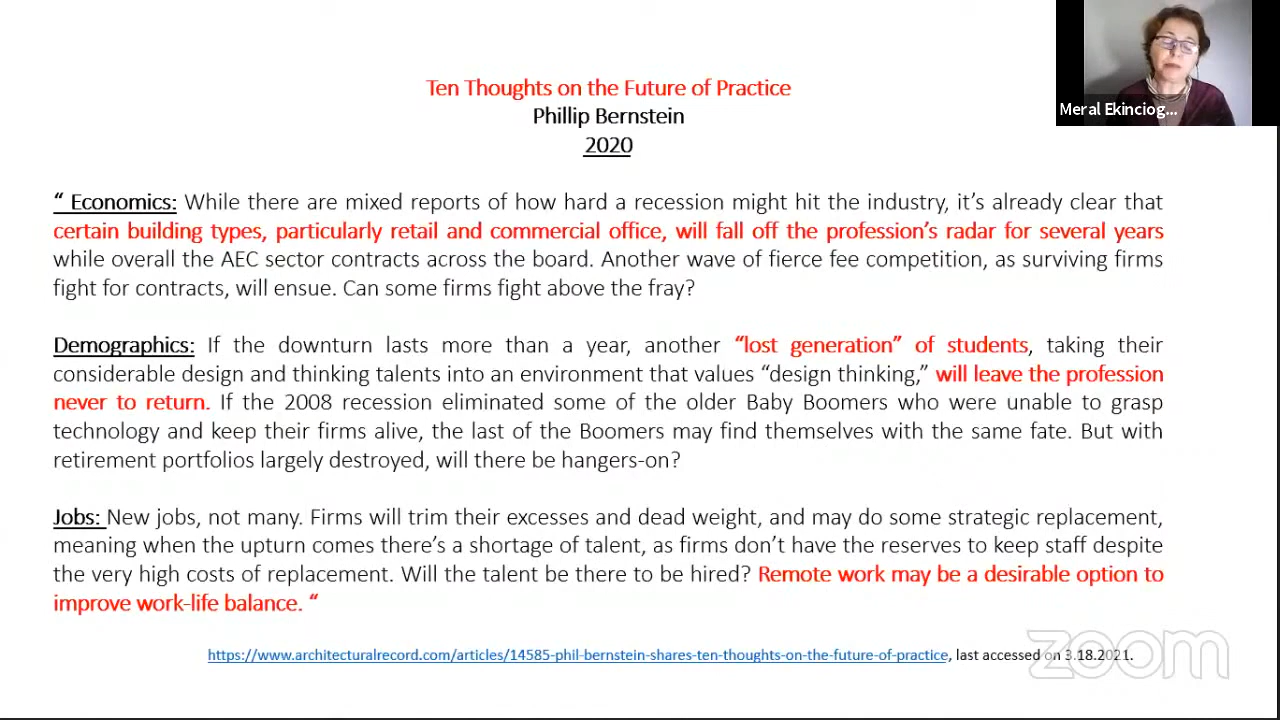 Meral Ekinciog...
Ten Thoughts on the Future of Practice
Phillip Bernstein
2020
“ Economics: While there are mixed reports of how hard a recession might hit the industry, it’s already clear that
certain building types, particularly retail and commercial office, will fall off the profession’s radar for several years
while overall the AEC sector contracts across the board. Another wave of fierce fee competition, as surviving firms
fight for contracts, will ensue. Can some firms fight above the fray?
Demographics: If the downturn lasts more than a year, another “lost generation” of students, taking their
considerable design and thinking talents into an environment that values “design thinking,” will leave the profession
never to return. If the 2008 recession eliminated some of the older Baby Boomers who were unable to grasp
technology and keep their firms alive, the last of the Boomers may find themselves with the same fate. But with
retirement portfolios largely destroyed, will there be hangers-on?
Jobs: New jobs, not many. Firms will trim their excesses and dead weight, and may do some strategic replacement,
meaning when the upturn comes there’s a shortage of talent, as firms don’t have the reserves to keep staff despite
the very high costs of replacement. Will the talent be there to be hired? Remote work may be a desirable option to
improve work-life balance. “
https://www.architecturalrecord.com/articles/14585-phil-bernstein-shares-ten-thoughts-on-the-future-of-practice, last accessed on 3.18.2021.
zoom